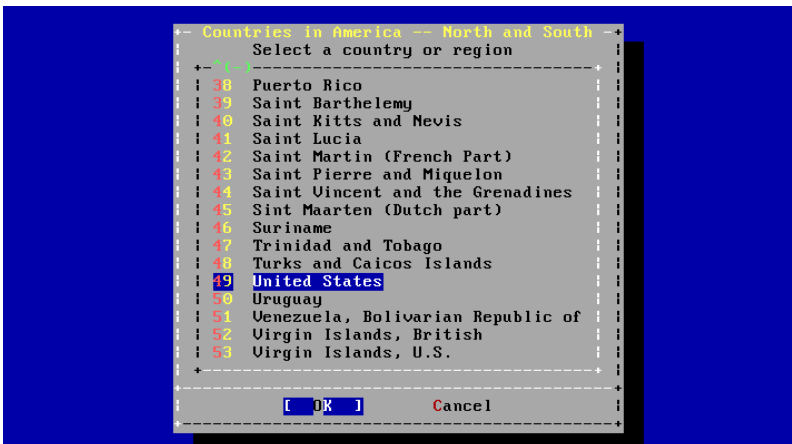 Countries in America -- North and South
Select a country or region
^(-)
38 Puerto Rico
39 Saint Barthelemy
40 Saint Kitts and Nevis
41 Saint Lucia
42 Saint Martin (French Part)
43 Saint Pierre and Miquelon
44 Saint Vincent and the Grenadines
45 Sint Maarten (Dutch part)
46 Suriname
47 Trinidad and Tobago
48 Turks and Caicos Islands
49 United States
50 Uruguay
51 Venezuela, Bolivarian Republic of
52 Virgin Islands, British
53 Virgin Islands, U.S.
[ OK ] Cancel